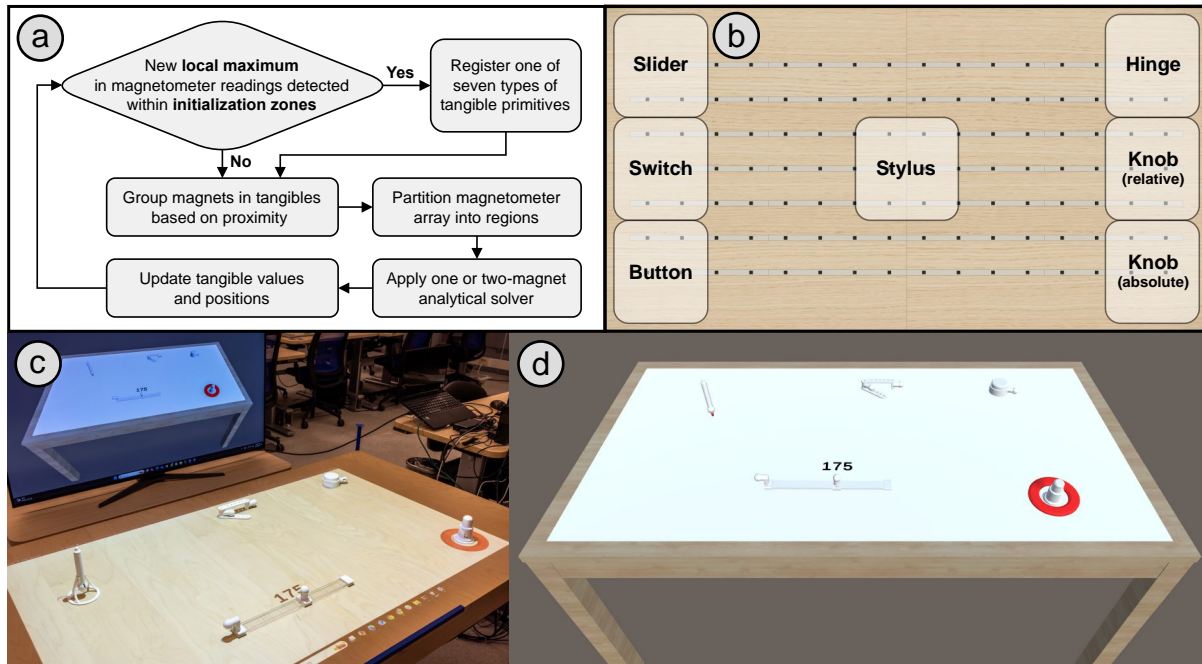 a
New local maximum
in magnetometer readings detected
within initialization zones
Yes
Register one of
seven types of
tangible primitives
No
Group magnets in tangibles
based on proximity
Partition magnetometer
array into regions
Update tangible values
and positions
Apply one or two-magnet
analytical solver
b
Slider
Hinge
Switch
Stylus
Knob
(relative)
Button
Knob
(absolute)
c
175
175
d
175